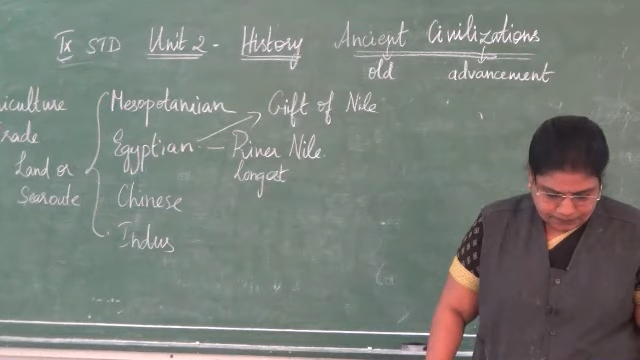 IX STD Unit 2 - History Ancient Civilizations
old advancement
iculture Mesopotamian Gift of Nile
rade
Egyptian - River Nile
Land or Longest
Searoute Chinese
Indus